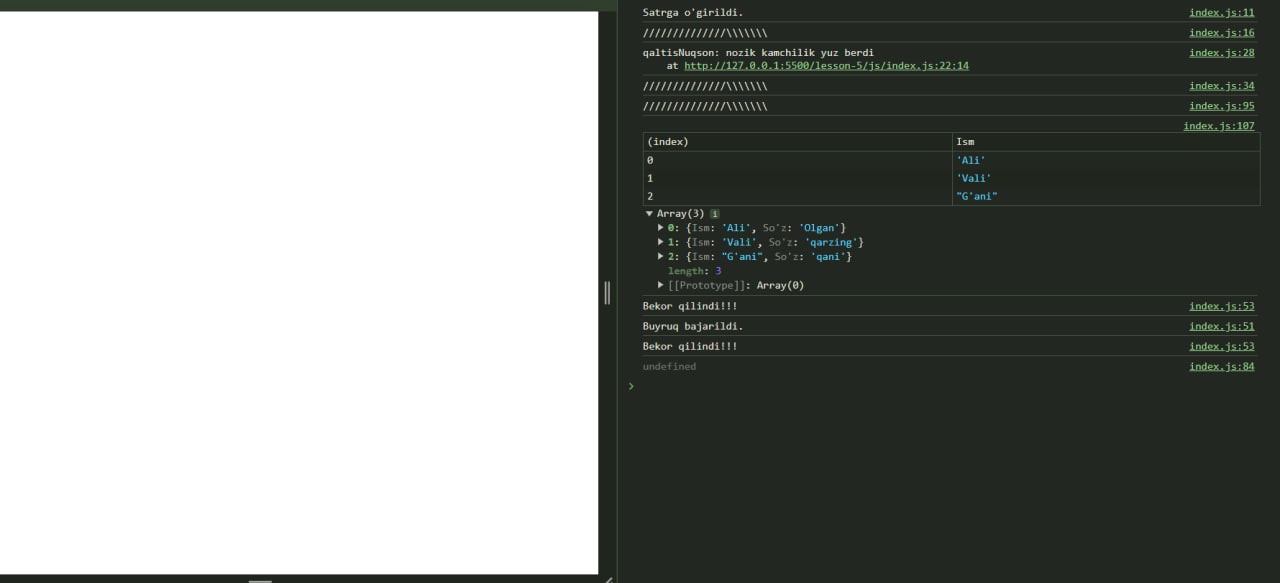 Satrga o'girildi. index.js:11
//////////////\\\\\\\ index.js:16
qaltisNuqson: nozik kamchilik yuz berdi index.js:28
at http://127.0.0.1:5500/lesson-5/js/index.js:22:14
//////////////\\\\\\\ index.js:34
//////////////\\\\\\\ index.js:95
index.js:107
(index) Ism
0 'Ali'
1 'Vali'
2 "G'ani"
▼ Array(3) i
▶ 0: {Ism: 'Ali', So'z: 'Olgan'}
▶ 1: {Ism: 'Vali', So'z: 'qarzing'}
▶ 2: {Ism: "G'ani", So'z: 'qani'}
length: 3
▶ [[Prototype]]: Array(0)
Bekor qilindi!!! index.js:53
Buyruq bajarildi. index.js:51
Bekor qilindi!!! index.js:53
undefined index.js:84